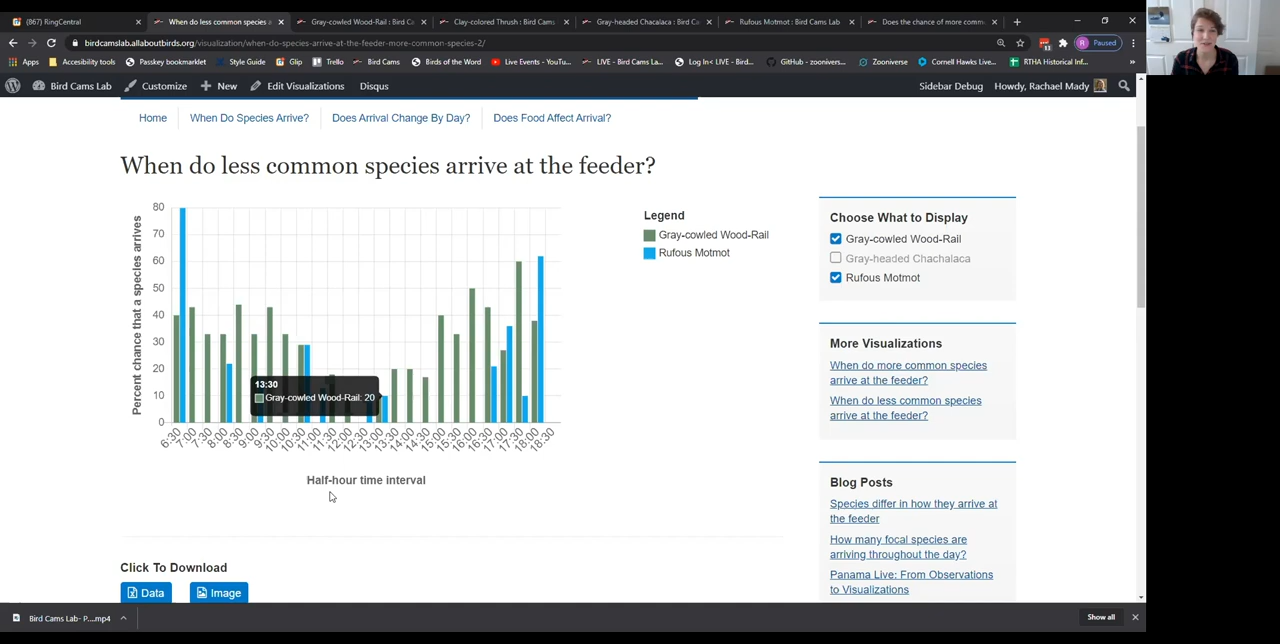 (867) RingCentral
When do less common species a
Gray-cowled Wood-Rail : Bird Ca
Clay-colored Thrush : Bird Cams
Gray-headed Chacalaca : Bird Ca
Rufous Motmot : Bird Cams Lab
Does the chance of more comm
birdcamslab.allaboutbirds.org/visualization/when-do-species-arrive-at-the-feeder-more-common-species-2/
R Paused
Apps
Accesibility tools
Passkey bookmarklet
Style Guide
Glip
Trello
Bird Cams
Birds of the Word
Live Events - YouTu...
LIVE - Bird Cams La...
Log In< LIVE - Bird...
GitHub - zoonivers...
Zooniverse
Cornell Hawks Live...
RTHA Historical Inf...
Bird Cams Lab
Customize
New
Edit Visualizations
Disqus
Sidebar Debug
Howdy, Rachael Mady
Home
When Do Species Arrive?
Does Arrival Change By Day?
Does Food Affect Arrival?
When do less common species arrive at the feeder?
Percent chance that a species arrives
80
70
60
50
40
30
20
10
0
13:30
Gray-cowled Wood-Rail: 20
6:30
7:00
7:30
8:00
8:30
9:00
9:30
10:00
10:30
11:00
11:30
12:00
12:30
13:00
13:30
14:00
14:30
15:00
15:30
16:00
16:30
17:00
17:30
18:00
18:30
Half-hour time interval
Legend
Gray-cowled Wood-Rail
Rufous Motmot
Choose What to Display
Gray-cowled Wood-Rail
Gray-headed Chachalaca
Rufous Motmot
More Visualizations
When do more common species
arrive at the feeder?
When do less common species
arrive at the feeder?
Blog Posts
Species differ in how they arrive at
the feeder
How many focal species are
arriving throughout the day?
Panama Live: From Observations
to Visualizations
Click To Download
Data
Image
Bird Cams Lab- P....mp4
Show all